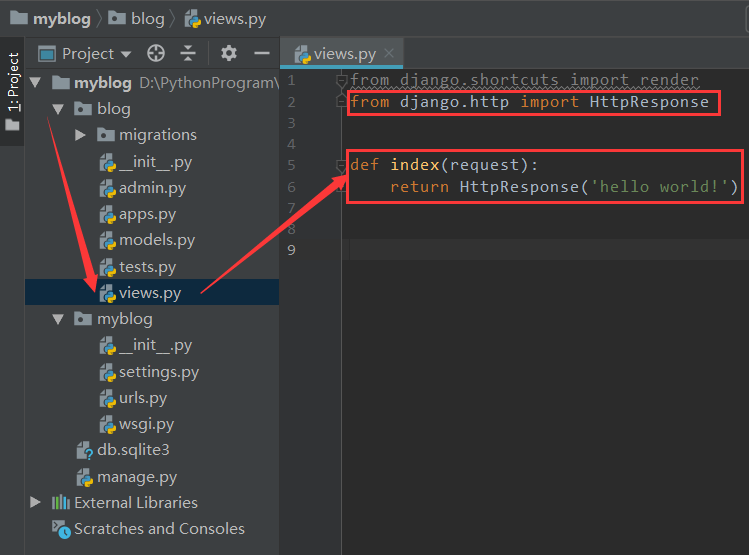 myblog blog views.py
1: Project
Project
views.py
myblog D:\PythonProgram\
blog
migrations
__init__.py
admin.py
apps.py
models.py
tests.py
views.py
myblog
__init__.py
settings.py
urls.py
wsgi.py
db.sqlite3
manage.py
External Libraries
Scratches and Consoles
1 from django.shortcuts import render
2 from django.http import HttpResponse
3
4
5 def index(request):
6 return HttpResponse('hello world!')
7
8
9